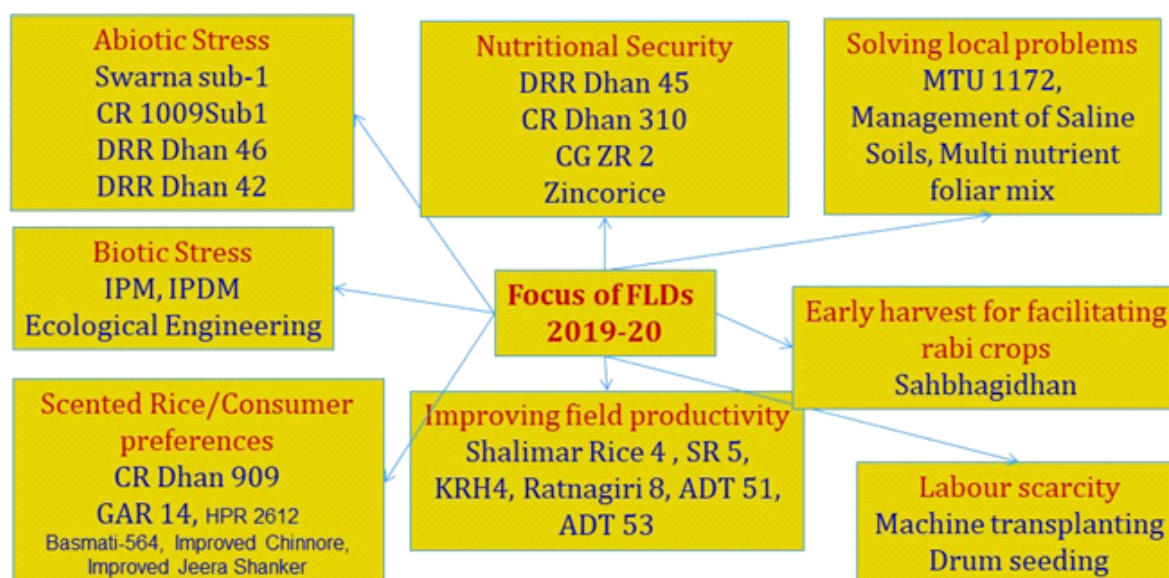 Abiotic Stress
Swarna sub-1
CR 1009Sub1
DRR Dhan 46
DRR Dhan 42
Nutritional Security
DRR Dhan 45
CR Dhan 310
CG ZR 2
Zincorice
Solving local problems
MTU 1172,
Management of Saline
Soils, Multi nutrient
foliar mix
Biotic Stress
IPM, IPDM
Ecological Engineering
Focus of FLDs
2019-20
Early harvest for facilitating
rabi crops
Sahbhagidhan
Scented Rice/Consumer
preferences
CR Dhan 909
GAR 14, HPR 2612
Basmati-564, Improved Chinnore,
Improved Jeera Shanker
Improving field productivity
Shalimar Rice 4 , SR 5,
KRH4, Ratnagiri 8, ADT 51,
ADT 53
Labour scarcity
Machine transplanting
Drum seeding